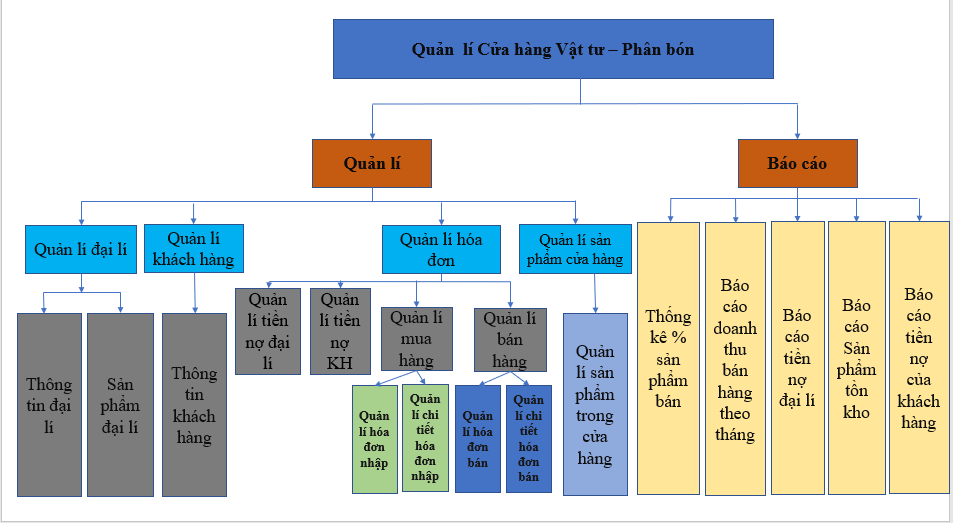 Quản lí Cửa hàng Vật tư – Phân bón
Quản lí
Báo cáo
Quản lí đại lí
Quản lí
khách hàng
Quản lí hóa
đơn
Quản lí sản
phẩm cửa hàng
Thông
tin đại
lí
Sản
phẩm
đại lí
Thông
tin
khách
hàng
Quản
lí tiền
nợ đại
lí
Quản
lí tiền
nợ
KH
Quản lí
mua
hàng
Quản lí
bán
hàng
Quản
lí hóa
đơn
nhập
Quản
lí chi
tiết
hóa
đơn
nhập
Quản
lí hóa
đơn
bán
Quản
lí chi
tiết
hóa
đơn
bán
Quản
lí sản
phẩm
trong
cửa
hàng
Thống
kê %
sản
phẩm
bán
Báo
cáo
doanh
thu
bán
hàng
theo
tháng
Báo
cáo
tiền
nợ
đại lí
Báo
cáo
Sản
phẩm
tồn
kho
Báo
cáo
tiền
nợ
của
khách
hàng